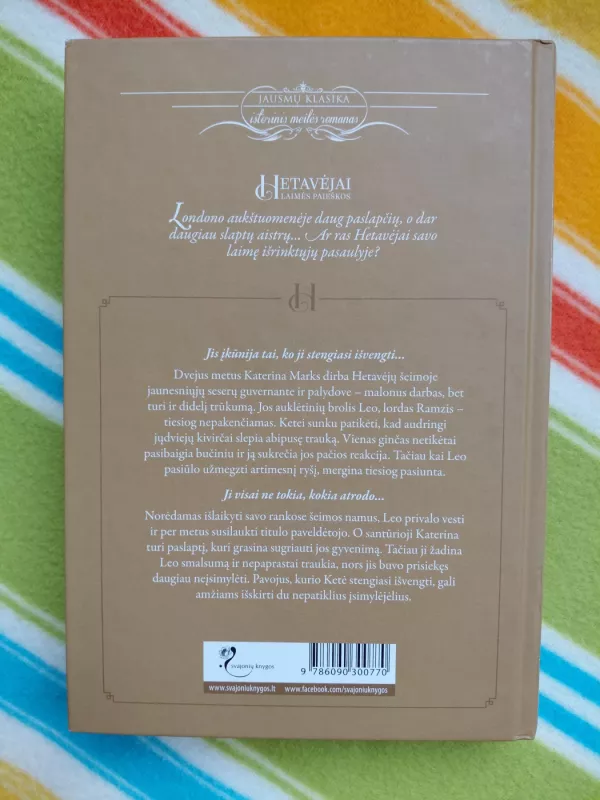 JAUSMŲ KLASIKA
istorinis meilės romanas
HETAVĖJAI
LAIMĖS PAIEŠKOS
Londono aukštuomenėje daug paslapčių, o dar
daugiau slaptų aistrų... Ar ras Hetavėjai savo
laimę išrinktųjų pasaulyje?
H
Jis įkūnija tai, ko ji stengiasi išvengti...
Dvejus metus Katerina Marks dirba Hetavėjų šeimoje
jaunesniųjų seserų guvernante ir palydove – malonus darbas, bet
turi ir didelį trūkumą. Jos auklėtinių brolis Leo, lordas Ramzis –
tiesiog nepakenčiamas. Ketei sunku patikėti, kad audringi
jųdviejų kivirčai slepia abipusę trauką. Vienas ginčas netikėtai
pasibaigia bučiniu ir ją sukrečia jos pačios reakcija. Tačiau kai Leo
pasiūlo užmegzti artimesnį ryšį, mergina tiesiog pasiunta.
Ji visai ne tokia, kokia atrodo...
Norėdamas išlaikyti savo rankose šeimos namus, Leo privalo vesti
ir per metus susilaukti titulo paveldėtojo. O santūrioji Katerina
turi paslaptį, kuri grasina sugriauti jos gyvenimą. Tačiau ji žadina
Leo smalsumą ir nepaprastai traukia, nors jis buvo prisiekęs
daugiau neįsimylėti. Pavojus, kurio Ketė stengiasi išvengti, gali
amžiams išskirti du nepatiklius įsimylėjėlius.
svajonių knygos
9 786090 300770
www.svajoniuknygos.lt www.facebook.com/svajoniuknygos